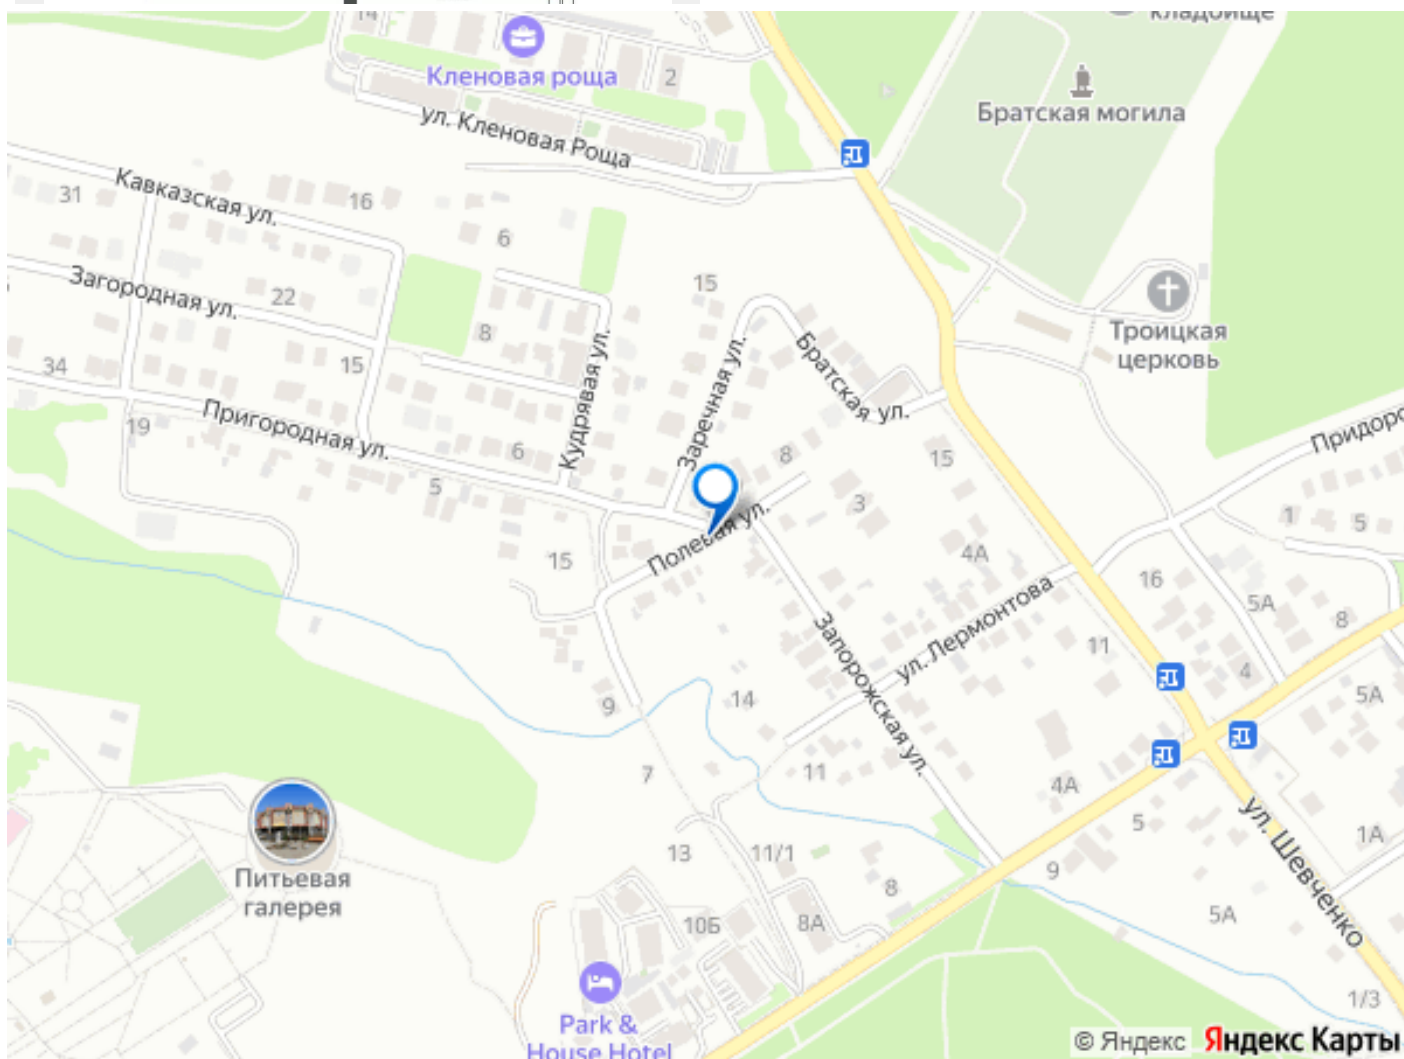 14
кладбище
Кленовая роща
2
Братская могила
ул. Кленовая Роща
Кавказская ул.
31
16
6
Загородная ул.
22
15
Троицкая
церковь
8
15
34
Кудрявая ул.
Заречная ул.
Братская ул.
Пригородная ул.
19
6
5
8
15
3
Придоро
1
5
Полевая ул.
15
4А
16
5А
8
Запорожская ул.
ул. Лермонтова
11
4
5А
9
14
7
11
4А
5
1А
ул. Шевченко
Питьевая
галерея
13
11/1
8
9
10Б
8А
5А
Park &
House Hotel
1/3
© Яндекс Яндекс Карты